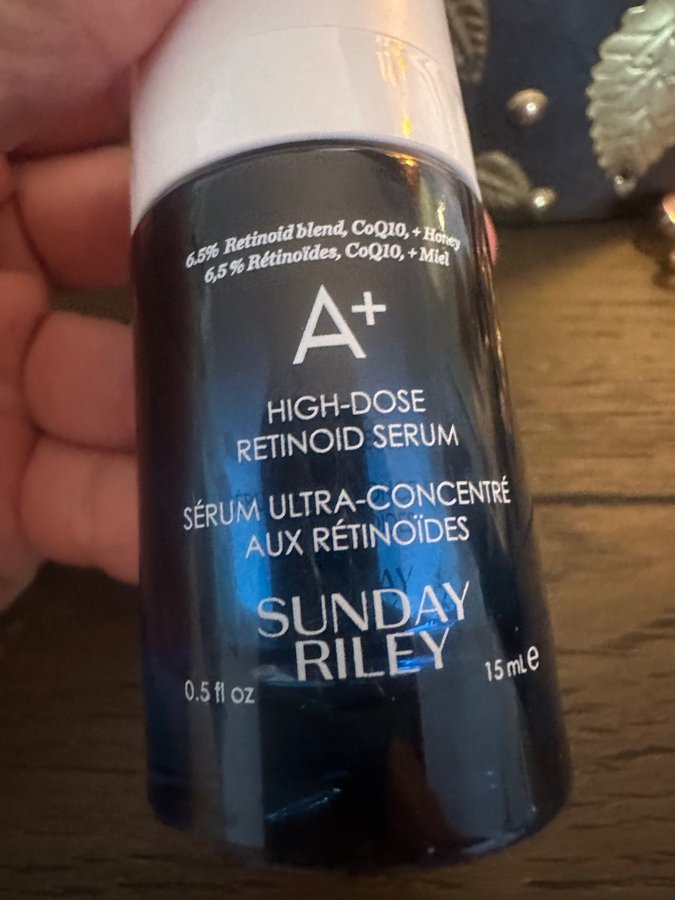 6.5% Retinoid blend, CoQ10, + Honey
6,5 % Rétinoïdes, CoQ10, + Miel
A+
HIGH-DOSE
RETINOID SERUM
SÉRUM ULTRA-CONCENTRÉ
AUX RÉTINOÏDES
SUNDAY
RILEY
0.5 fl oz
15 mL e